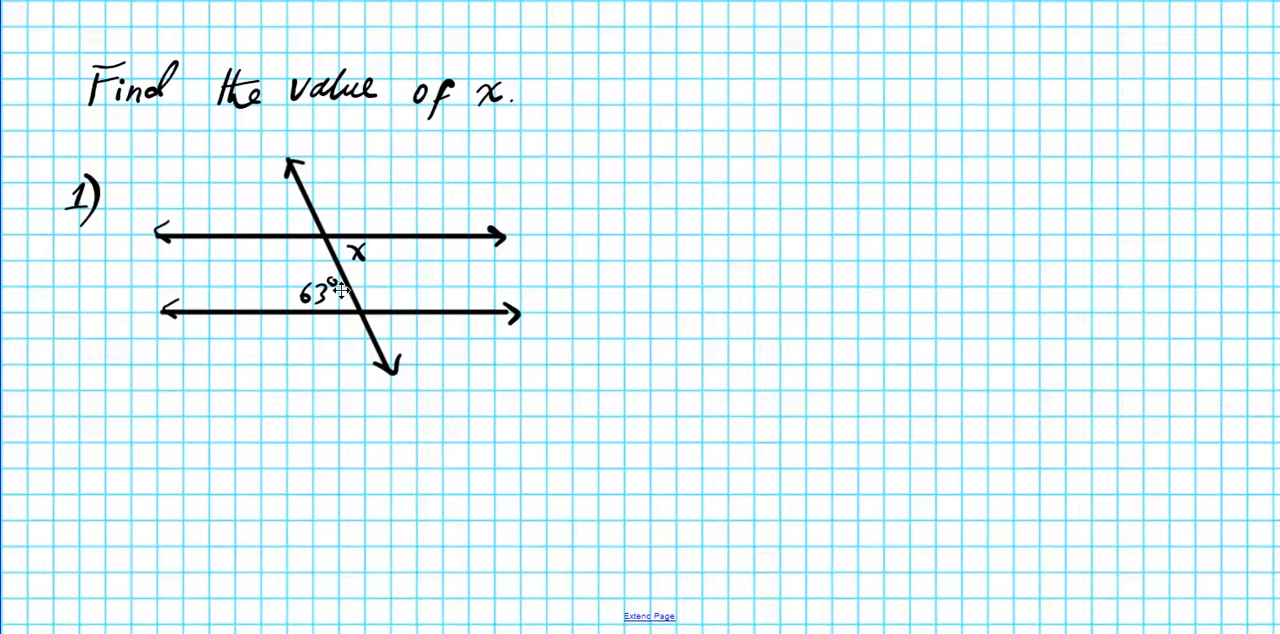 Find the value of x.
1)
x
63°
Extend Page